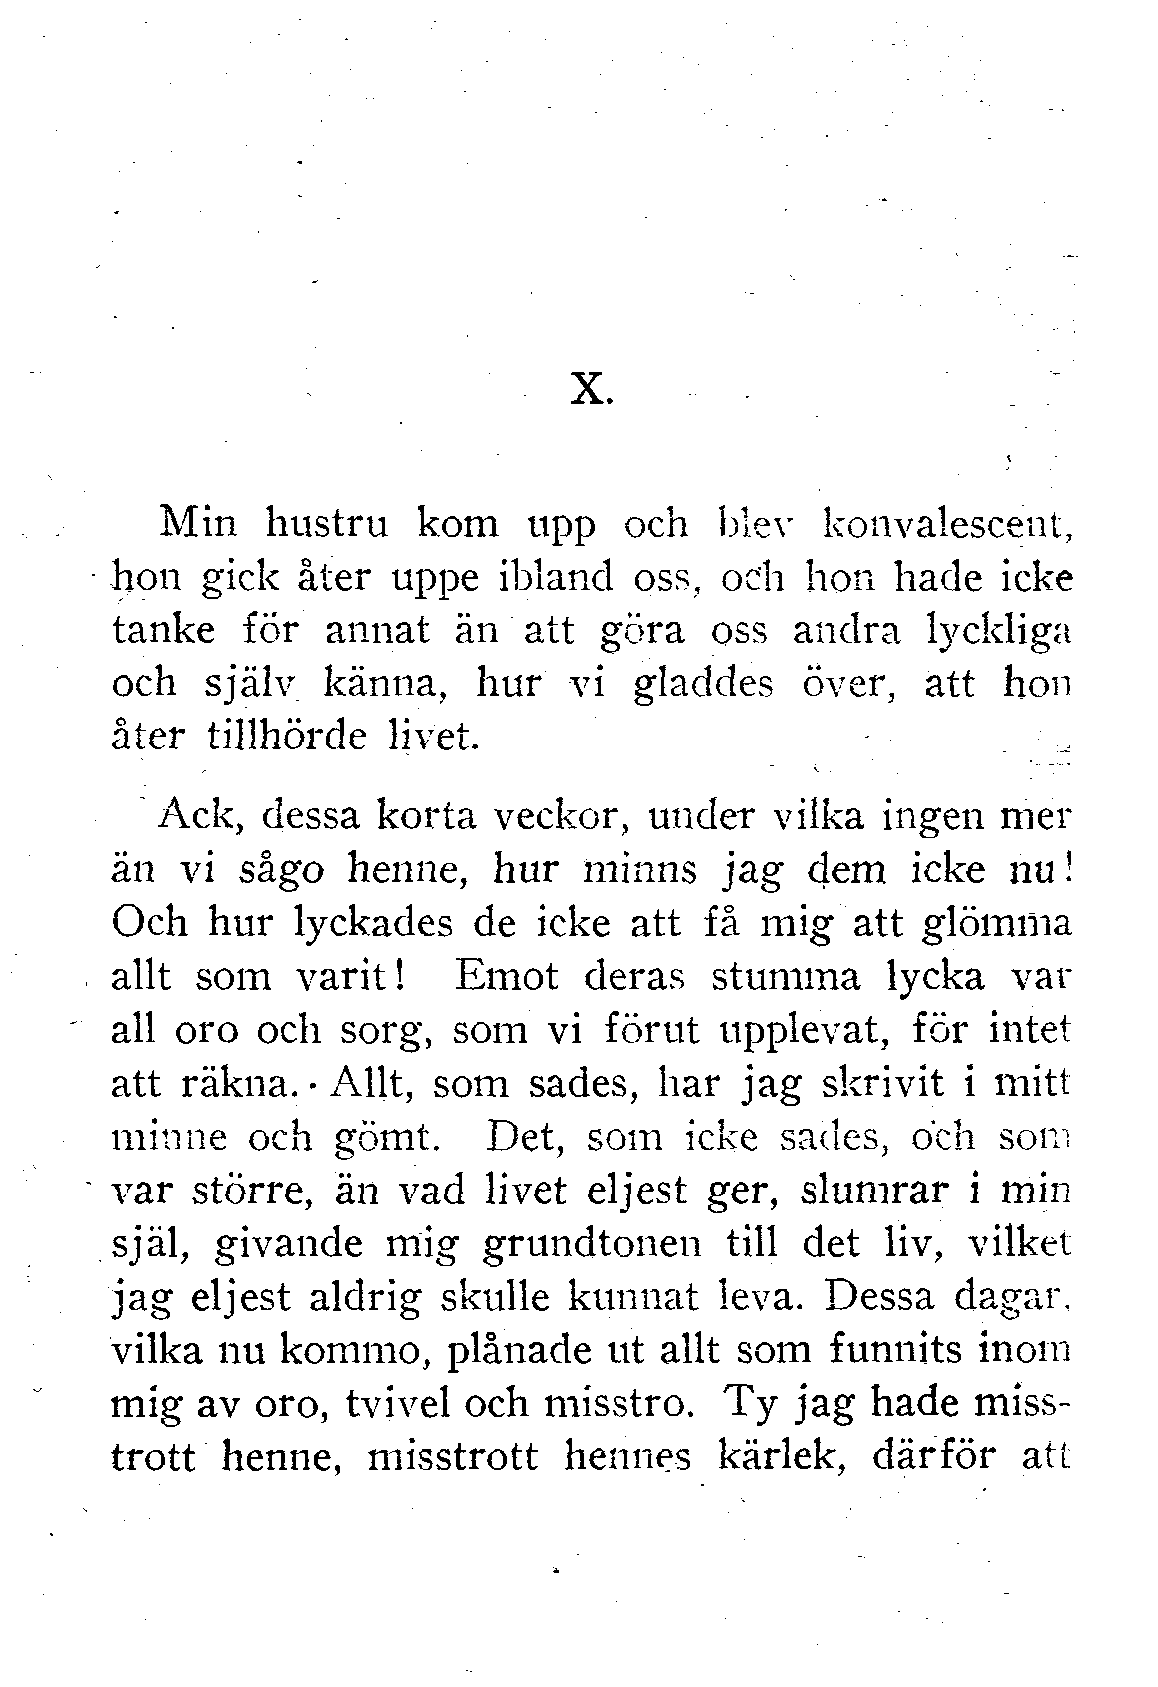 X.
Min hustru kom upp och blev konvalescent,
hon gick åter uppe ibland oss, och hon hade icke
tanke för annat än att göra oss andra lyckliga
och själv känna, hur vi gladdes över, att hon
åter tillhörde livet.
Ack, dessa korta veckor, under vilka ingen mer
än vi sågo henne, hur minns jag dem icke nu!
Och hur lyckades de icke att få mig att glömma
allt som varit! Emot deras stumma lycka var
all oro och sorg, som vi förut upplevat, för intet
att räkna. Allt, som sades, har jag skrivit i mitt
minne och gömt. Det, som icke sades, och som
var större, än vad livet eljest ger, slumrar i min
själ, givande mig grundtonen till det liv, vilket
jag eljest aldrig skulle kunnat leva. Dessa dagar,
vilka nu kommo, plånade ut allt som funnits inom
mig av oro, tvivel och misstro. Ty jag hade miss-
trott henne, misstrott hennes kärlek, därför att